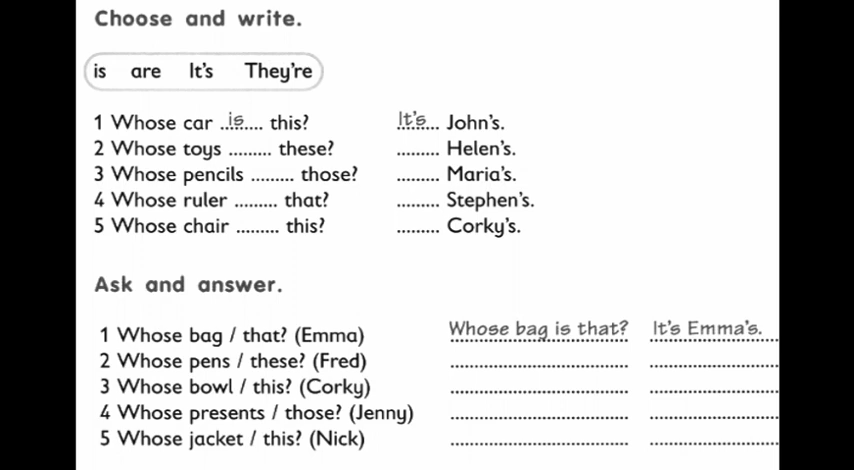 Choose and write.
is are It's They're
1 Whose car ..is..... this? It's... John's.
2 Whose toys ......... these? ......... Helen's.
3 Whose pencils ......... those? ......... Maria's.
4 Whose ruler ......... that? ......... Stephen's.
5 Whose chair ......... this? ......... Corky's.
Ask and answer.
1 Whose bag / that? (Emma) Whose bag is that? It's Emma's.
2 Whose pens / these? (Fred)
3 Whose bowl / this? (Corky)
4 Whose presents / those? (Jenny)
5 Whose jacket / this? (Nick)